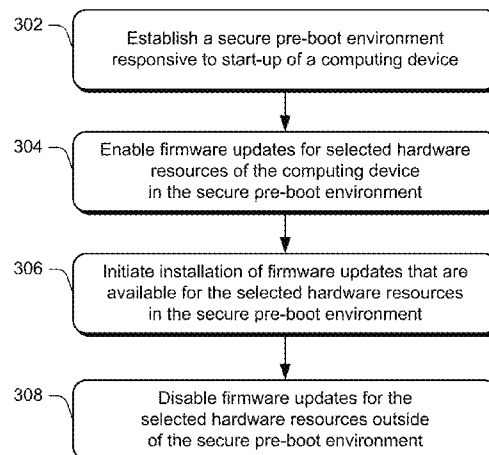 302
Establish a secure pre-boot environment
responsive to start-up of a computing device
304
Enable firmware updates for selected hardware
resources of the computing device
in the secure pre-boot environment
306
Initiate installation of firmware updates that are
available for the selected hardware resources
in the secure pre-boot environment
308
Disable firmware updates for the
selected hardware resources outside
of the secure pre-boot environment